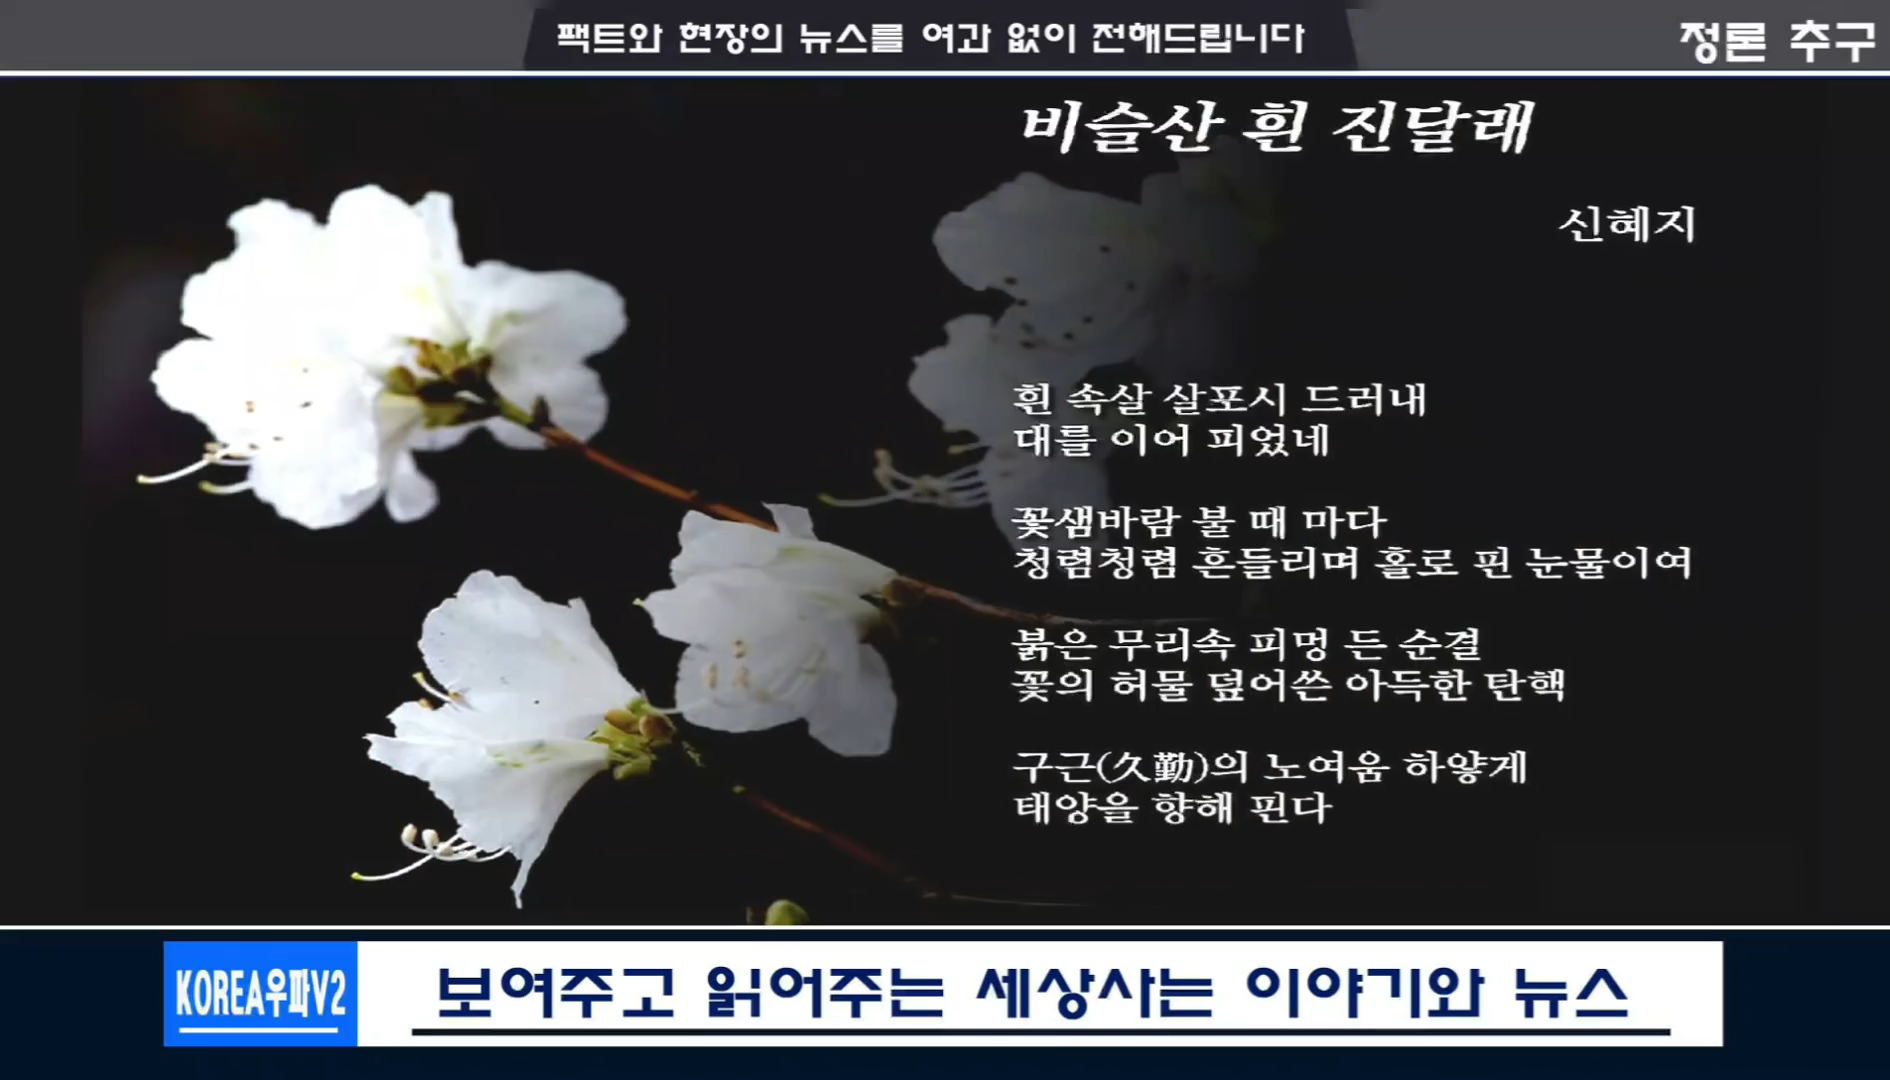 팩트와 현장의 뉴스를 여과 없이 전해드립니다
정론 추구
비슬산 흰 진달래
신혜지
흰 속살 살포시 드러내
대를 이어 피었네
꽃샘바람 불 때 마다
청렴청렴 흔들리며 홀로 핀 눈물이여
붉은 무리속 피멍 든 순결
꽃의 허물 덮어쓴 아득한 탄핵
구근(久勤)의 노여움 하얗게
태양을 향해 핀다
KOREA우파V2
보여주고 읽어주는 세상사는 이야기와 뉴스